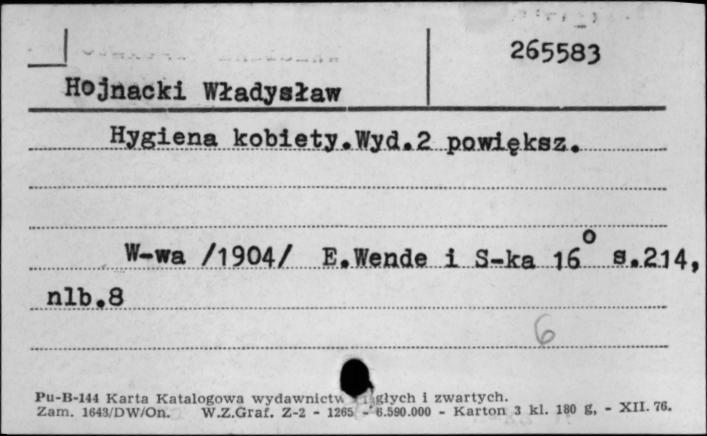 265583
Hojnacki Władysław
Hygiena kobiety.Wyd.2 powiększ.
W-wa /1904/ E.Wende i S-ka 16° s.214,
nlb.8
6
Pu-B-144 Karta Katalogowa wydawnictw głych i zwartych.
Zam. 1643/DW/On. W.Z.Graf. Z-2 - 1265 - 6.590.000 - Karton 3 kl. 180 g, - XII. 76.